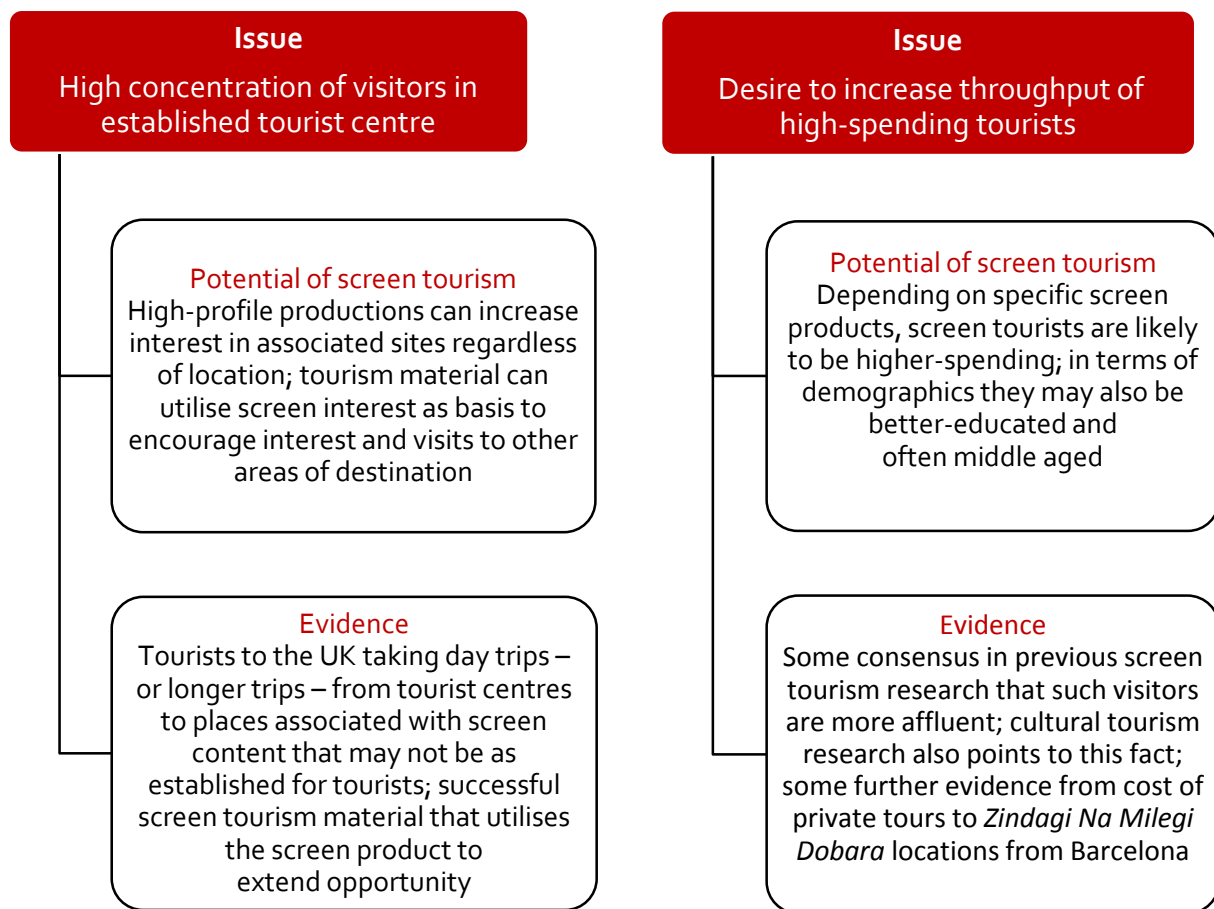 Issue
High concentration of visitors in
established tourist centre
Potential of screen tourism
High-profile productions can increase
interest in associated sites regardless
of location; tourism material can
utilise screen interest as basis to
encourage interest and visits to other
areas of destination
Evidence
Tourists to the UK taking day trips –
or longer trips – from tourist centres
to places associated with screen
content that may not be as
established for tourists; successful
screen tourism material that utilises
the screen product to
extend opportunity
Issue
Desire to increase throughput of
high-spending tourists
Potential of screen tourism
Depending on specific screen
products, screen tourists are likely
to be higher-spending; in terms of
demographics they may also be
better-educated and
often middle aged
Evidence
Some consensus in previous screen
tourism research that such visitors
are more affluent; cultural tourism
research also points to this fact;
some further evidence from cost of
private tours to Zindagi Na Milegi
Dobara locations from Barcelona